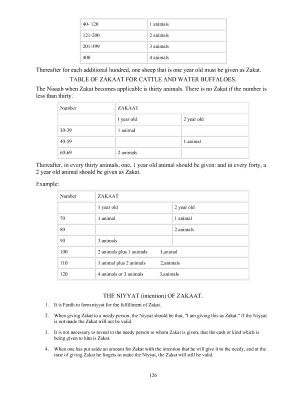 40- 120 1 animals
121-200 2 animals
201-399 3 animals
400 4 animals
Thereafter for each additional hundred, one sheep that is one year old must be given as Zakat.
TABLE OF ZAKAAT FOR CATTLE AND WATER BUFFALOES.
The Nisaab when Zakat becomes applicable is thirty animals. There is no Zakat if the number is
less than thirty.
Number ZAKAAT
1year old 2 year old
30-39 1 animal
40-59 1 animal
60-69 2 animals
Thereafter, in every thirty animals, one, 1 year old animal should be given: and in every forty, a
2 year old animal should be given as Zakat.
Example:
Number ZAKAAT
1 year old 2 year old
70 1 animal 1 animal
80 2 animals
90 3 animals
100 2 animals plus 1 animals 1,animal
110 1 animal plus 2 animals 2,animals
120 4 animals or 3 animals 3,animals
THE NIYYAT (intention) OF ZAKAAT.
1. It is Fardh to form niyyat for the fulfillment of Zakat.
2. When giving Zakat to a needy person, the Niyyat should be that, "I am giving this as Zakat." If the Niyyat
is not made the Zakat will not be valid.
3. It is not necessary to reveal to the needy person to whom Zakat is given, that the cash or kind which is
being given to him is Zakat.
4. When one has put aside an amount for Zakat with the intention that he will give it to the needy, and at the
time of giving Zakat he forgets to make the Niyyat, the Zakat will still be valid.
126